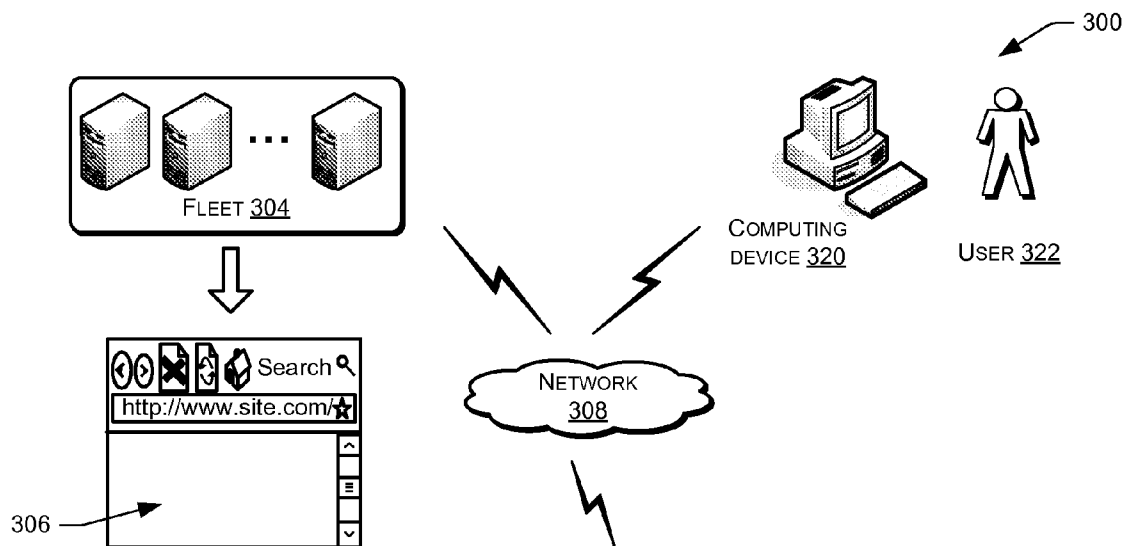 300
FLEET 304
COMPUTING
DEVICE 320
USER 322
Search
http://www.site.com/
NETWORK
308
306